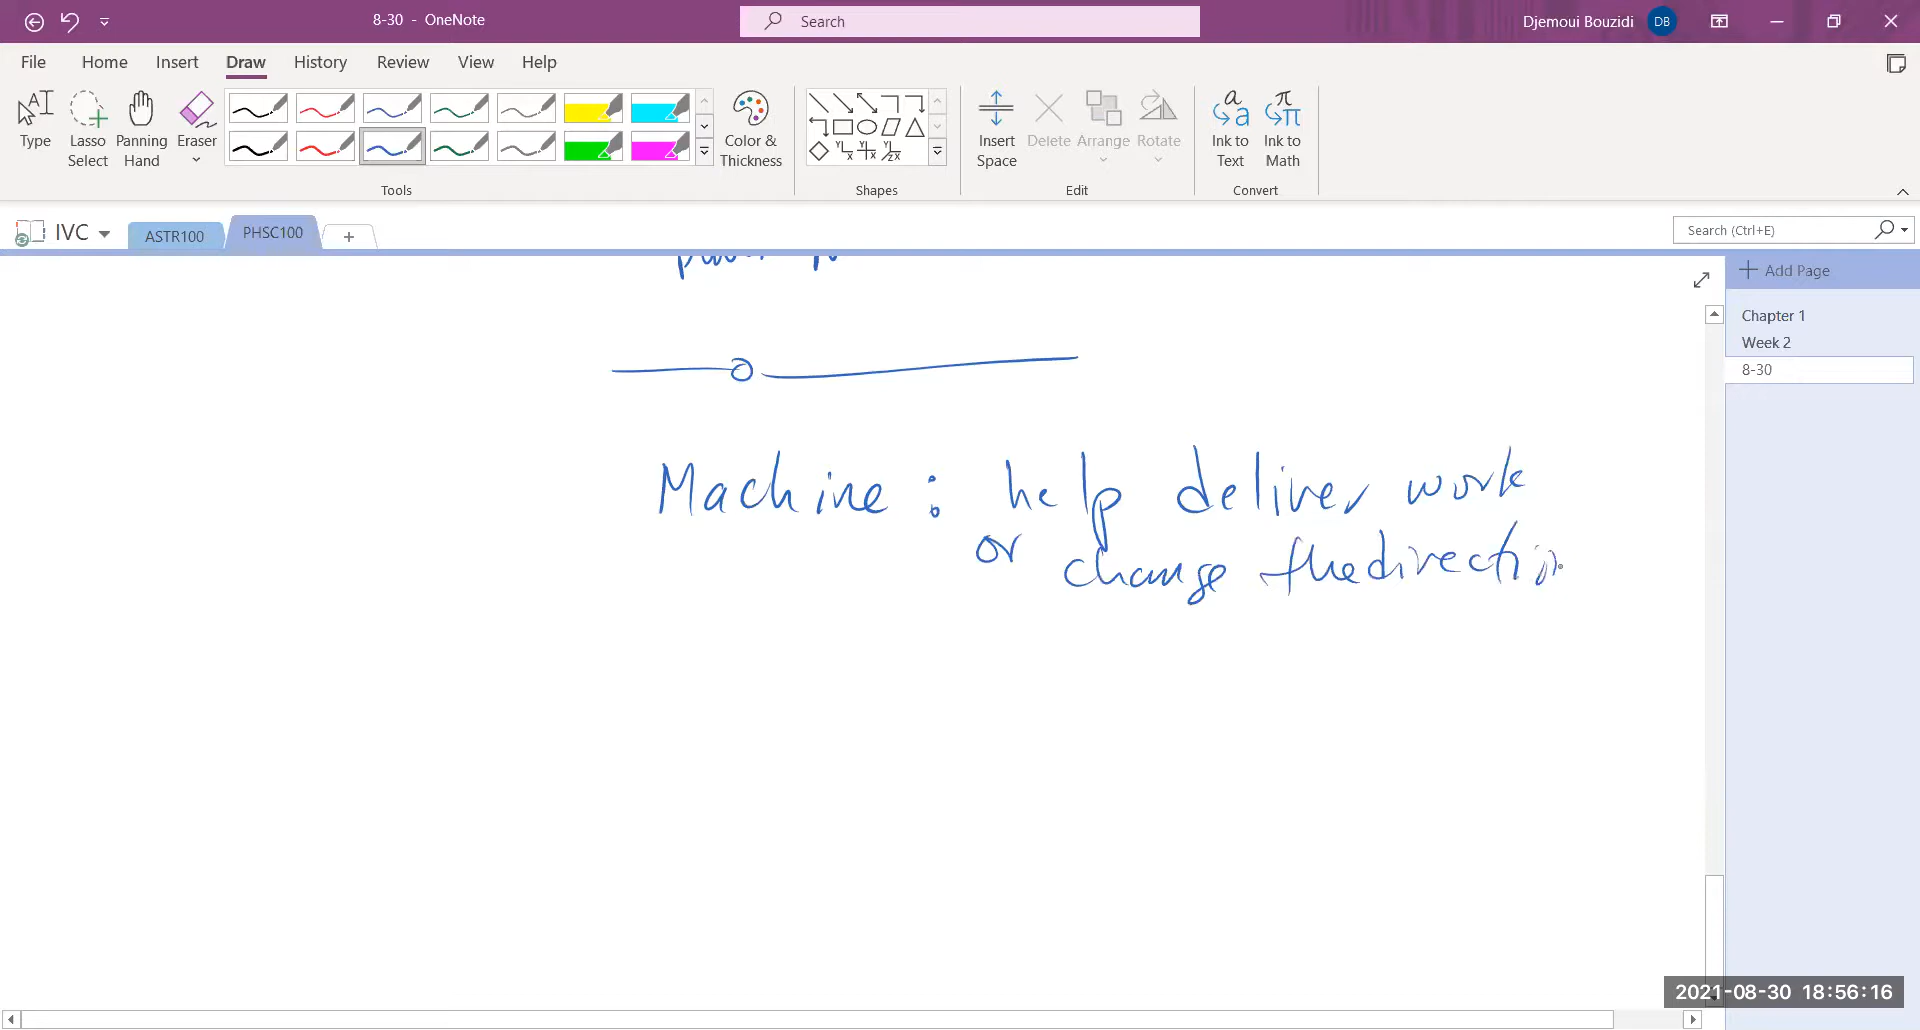 8-30 - OneNote
Search
Djemoui Bouzidi
DB
File Home Insert Draw History Review View Help
Type
Lasso Select
Panning Hand
Eraser
Color & Thickness
Insert Space
Delete
Arrange
Rotate
Ink to Text
Ink to Math
Tools
Shapes
Edit
Convert
IVC
ASTR100
PHSC100
Search (Ctrl+E)
Add Page
Chapter 1
Week 2
8-30
Machine : help deliver work
or change the direction
2021-08-30 18:56:16